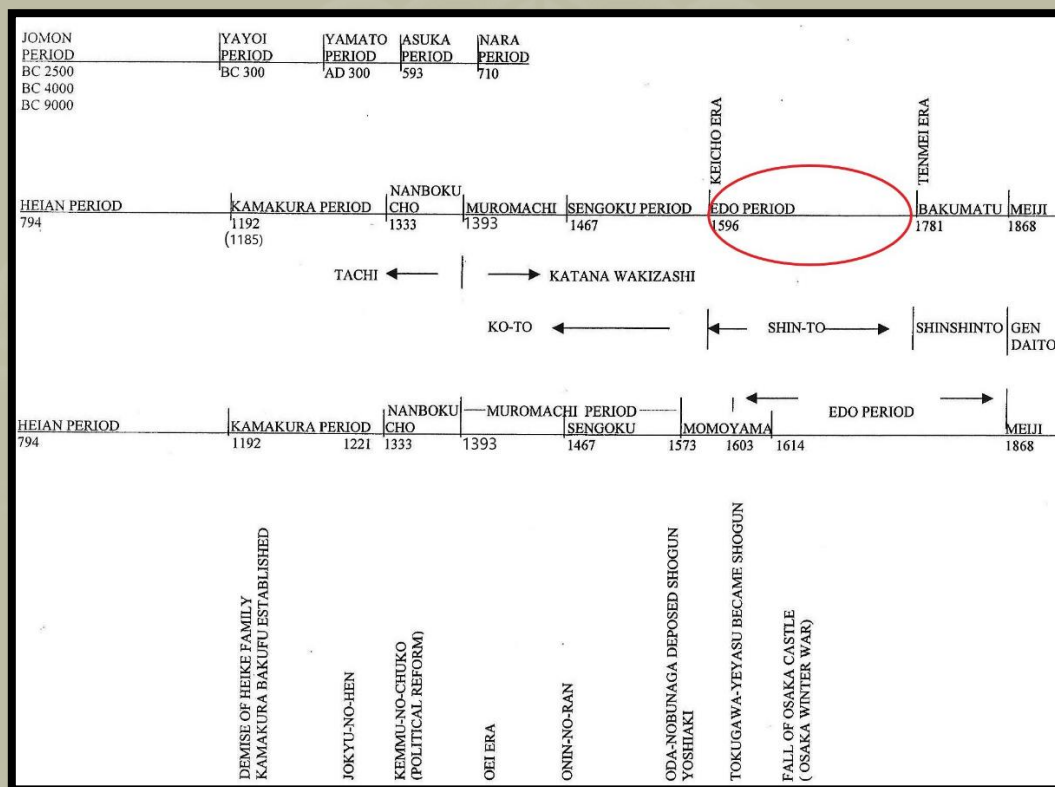 JOMON
PERIOD
BC 2500
BC 4000
BC 9000
YAYOI
PERIOD
BC 300
YAMATO
PERIOD
AD 300
ASUKA
PERIOD
593
NARA
PERIOD
710
KEICHO ERA
TENMEI ERA
HEIAN PERIOD
794
KAMAKURA PERIOD
1192
(1185)
NANBOKU
CHO
1333
MUROMACHI
1393
SENGOKU PERIOD
1467
EDO PERIOD
1596
BAKUMATU
1781
MEIJI
1868
TACHI
KATANA WAKIZASHI
KO-TO
SHIN-TO
SHINSHINTO
GEN
DAITO
HEIAN PERIOD
794
KAMAKURA PERIOD
1192
1221
NANBOKU
CHO
1333
MUROMACHI PERIOD
1393
SENGOKU
1467
1573
MOMOYAMA
1603
1614
EDO PERIOD
MEIJI
1868
DEMISE OF HEIKE FAMILY
KAMAKURA BAKUFU ESTABLISHED
JOKYU-NO-HEN
KEMMU-NO-CHUKO
(POLITICAL REFORM)
OEI ERA
ONIN-NO-RAN
ODA-NOBUNAGA DEPOSED SHOGUN
YOSHIAKI
TOKUGAWA-YEYASU BECAME SHOGUN
FALL OF OSAKA CASTLE
( OSAKA WINTER WAR)